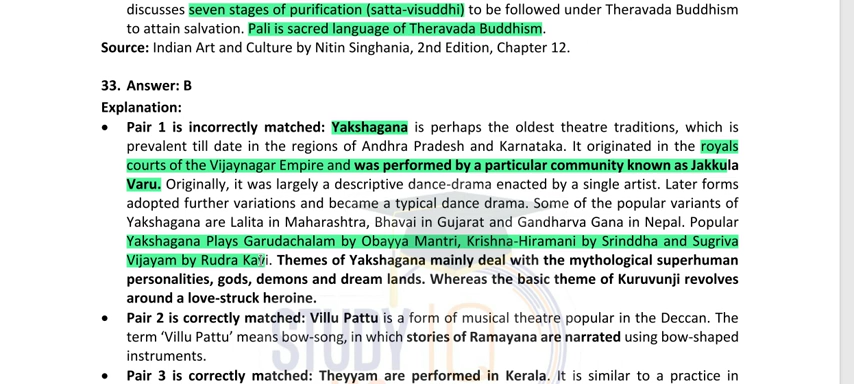 discusses seven stages of purification (satta-visuddhi) to be followed under Theravada Buddhism
to attain salvation. Pali is sacred language of Theravada Buddhism.
Source: Indian Art and Culture by Nitin Singhania, 2nd Edition, Chapter 12.
33. Answer: B
Explanation:
• Pair 1 is incorrectly matched: Yakshagana is perhaps the oldest theatre traditions, which is
prevalent till date in the regions of Andhra Pradesh and Karnataka. It originated in the royals
courts of the Vijaynagar Empire and was performed by a particular community known as Jakkula
Varu. Originally, it was largely a descriptive dance-drama enacted by a single artist. Later forms
adopted further variations and became a typical dance drama. Some of the popular variants of
Yakshagana are Lalita in Maharashtra, Bhavai in Gujarat and Gandharva Gana in Nepal. Popular
Yakshagana Plays Garudachalam by Obayya Mantri, Krishna-Hiramani by Srinddha and Sugriva
Vijayam by Rudra Kavi. Themes of Yakshagana mainly deal with the mythological superhuman
personalities, gods, demons and dream lands. Whereas the basic theme of Kuruvunji revolves
around a love-struck heroine.
• Pair 2 is correctly matched: Villu Pattu is a form of musical theatre popular in the Deccan. The
term ‘Villu Pattu’ means bow-song, in which stories of Ramayana are narrated using bow-shaped
instruments.
• Pair 3 is correctly matched: Theyyam are performed in Kerala. It is similar to a practice in
STUDY IQ